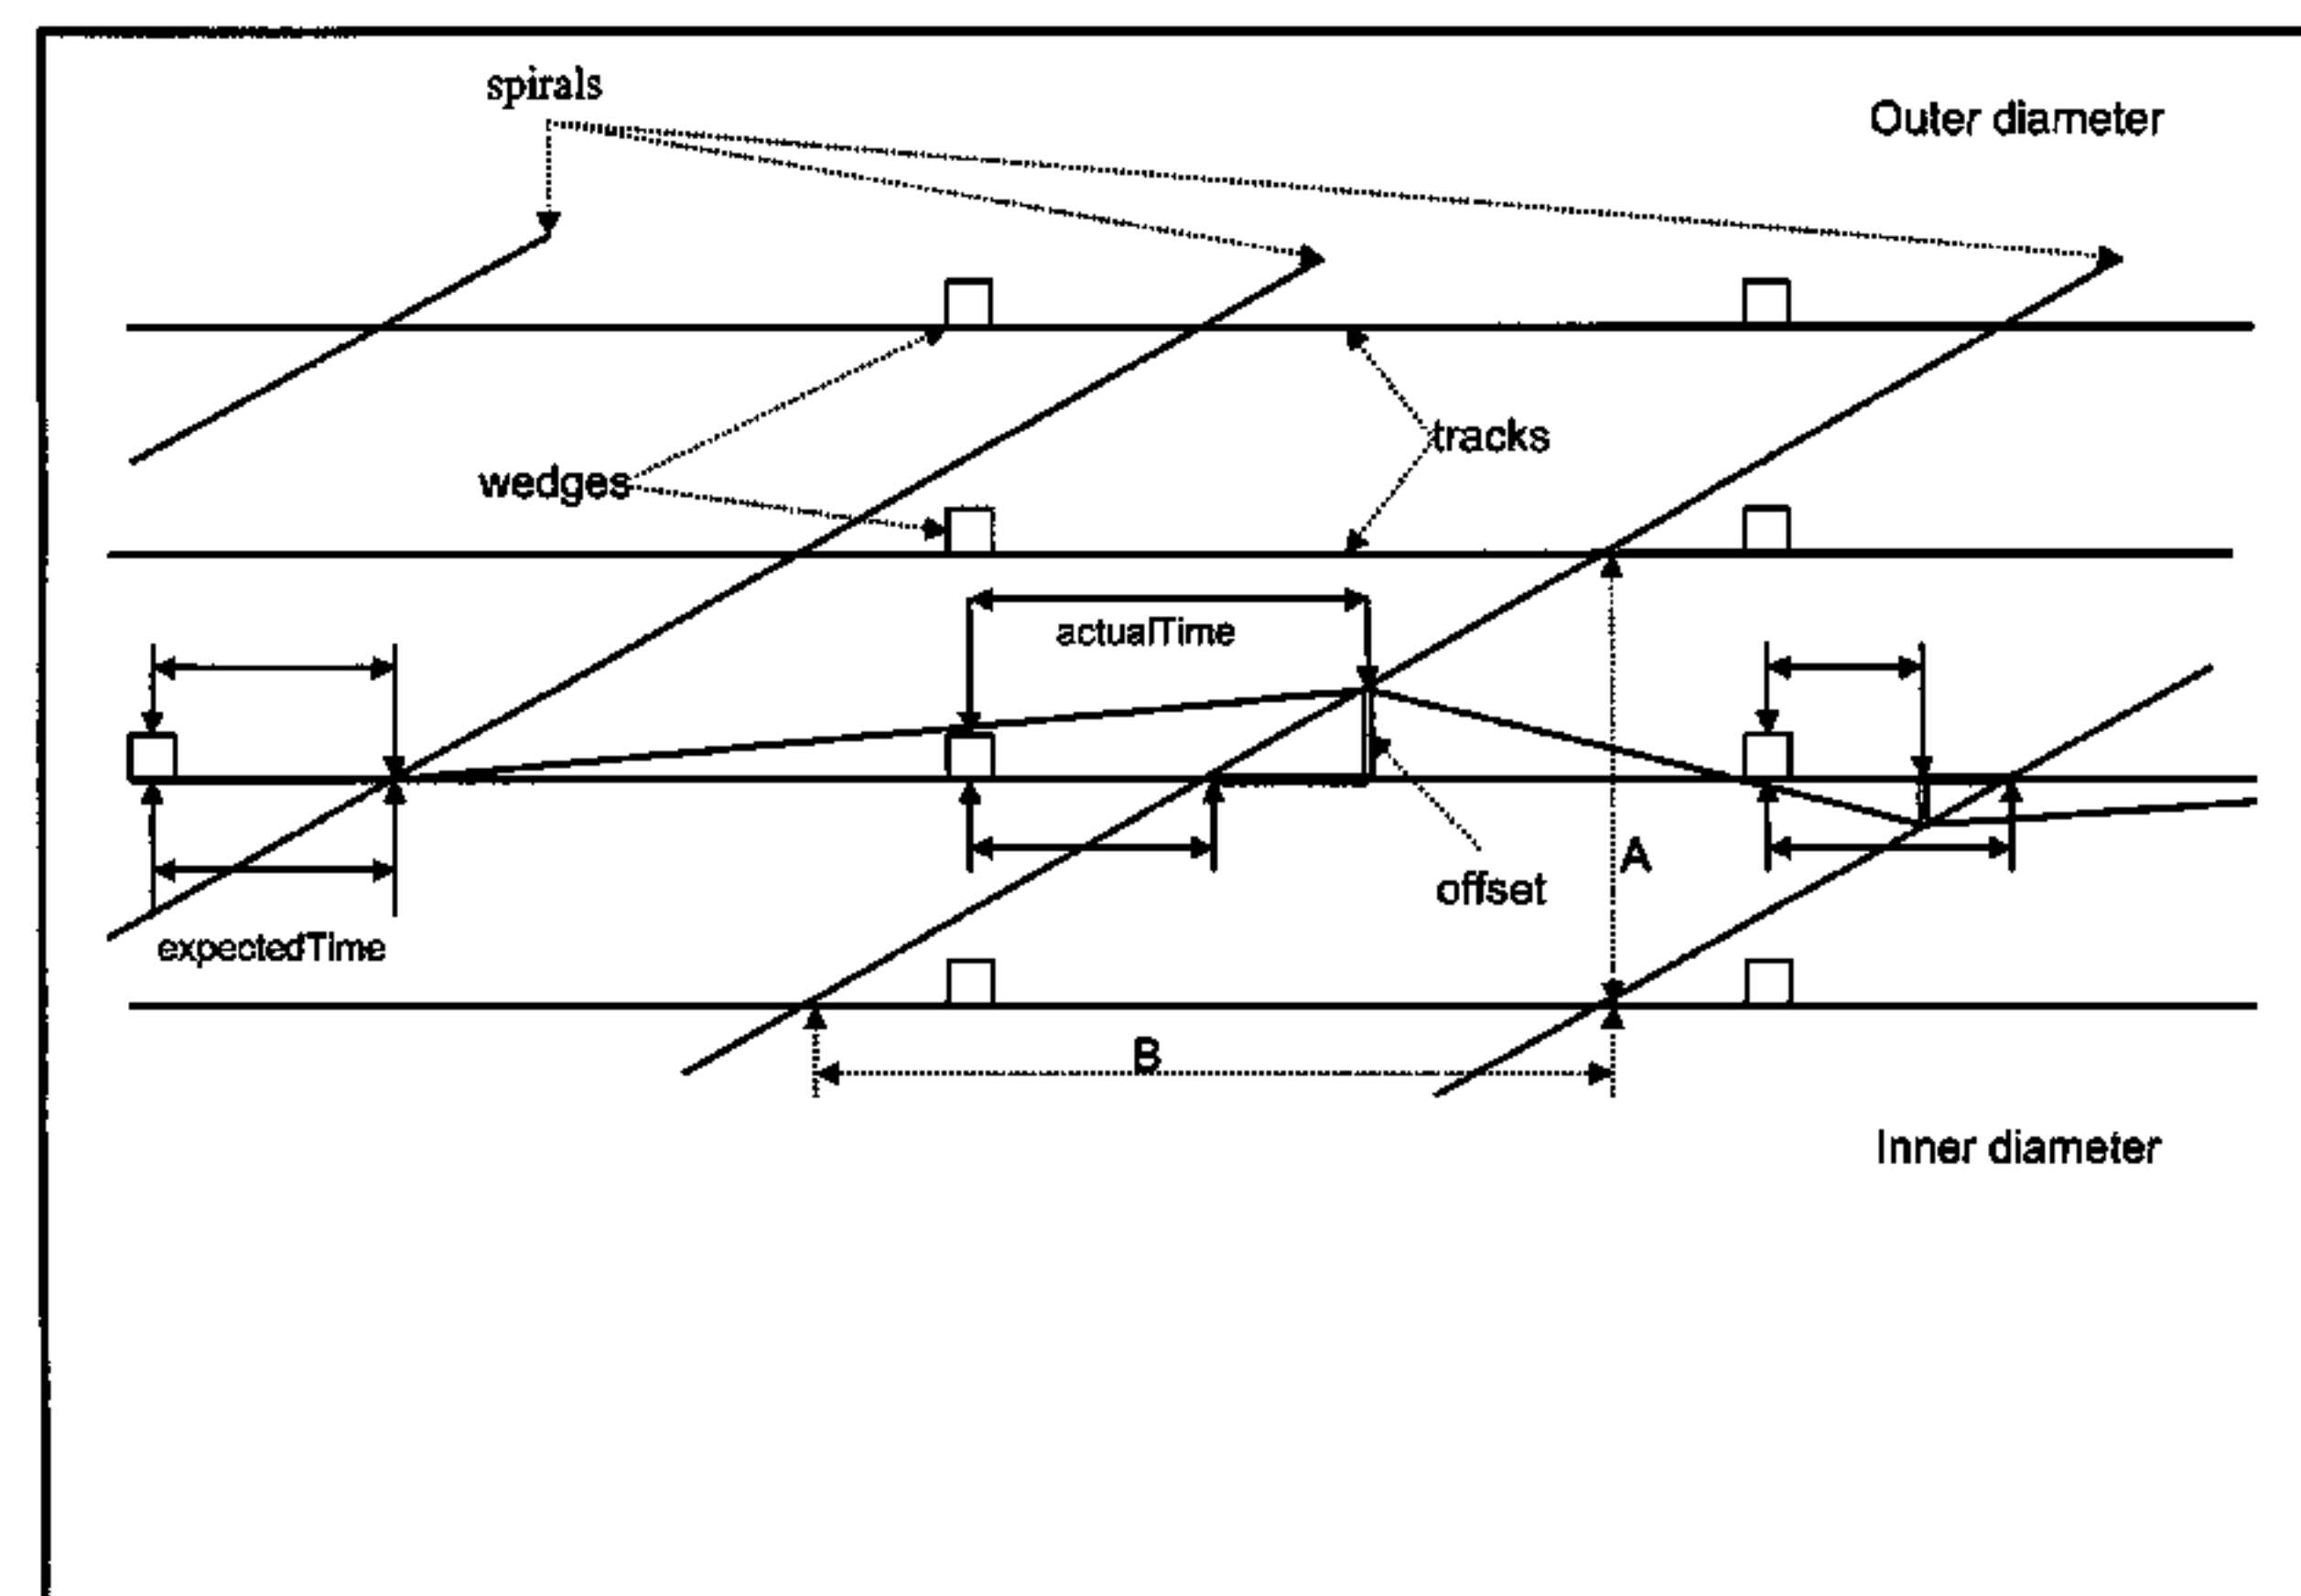 spirals
Outer diameter
tracks
wedges
actualTime
A
offset
expectedTime
B
Inner diameter